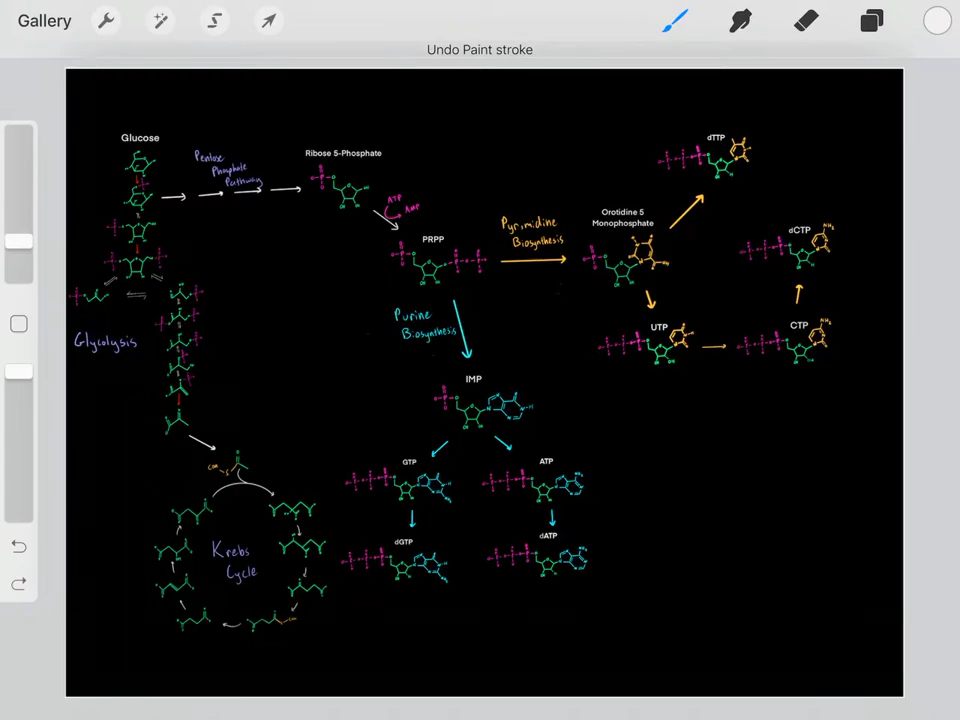 Gallery
Undo Paint stroke
Glucose
Pentose
Phosphate
Pathway
Ribose 5-Phosphate
ATP
AMP
PRPP
Pyrimidine
Biosynthesis
Orotidine 5
Monophosphate
dTTP
dCTP
UTP
CTP
Glycolysis
Purine
Biosynthesis
IMP
GTP
ATP
dGTP
dATP
Krebs
Cycle